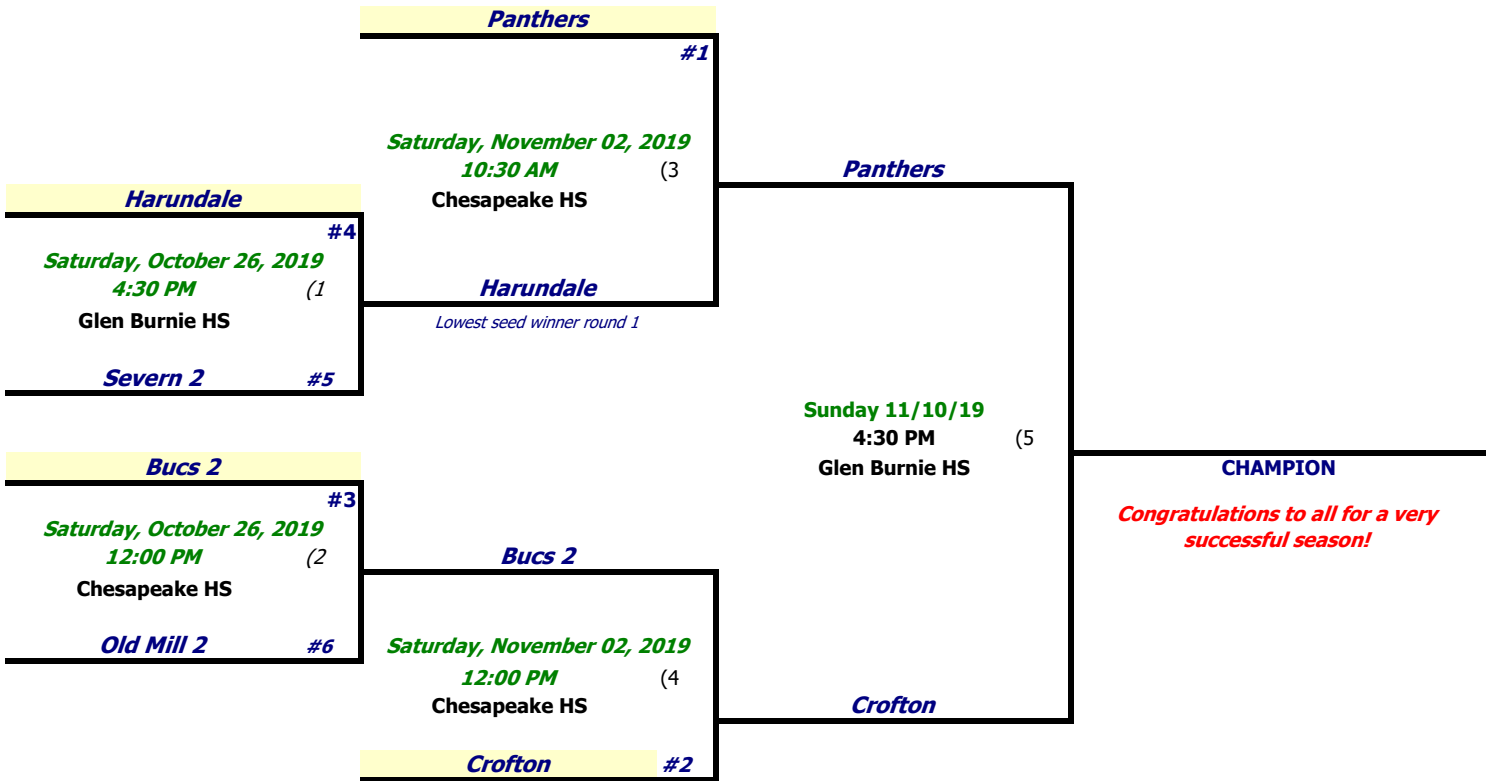 Panthers
#1
Saturday, November 02, 2019
10:30 AM (3
Chesapeake HS
Panthers
Harundale
#4
Saturday, October 26, 2019
4:30 PM (1
Glen Burnie HS
Harundale
Lowest seed winner round 1
Severn 2 #5
Sunday 11/10/19
4:30 PM (5
Glen Burnie HS
CHAMPION
Congratulations to all for a very
successful season!
Bucs 2
#3
Saturday, October 26, 2019
12:00 PM (2
Chesapeake HS
Bucs 2
Old Mill 2 #6
Saturday, November 02, 2019
12:00 PM (4
Chesapeake HS
Crofton
Crofton #2